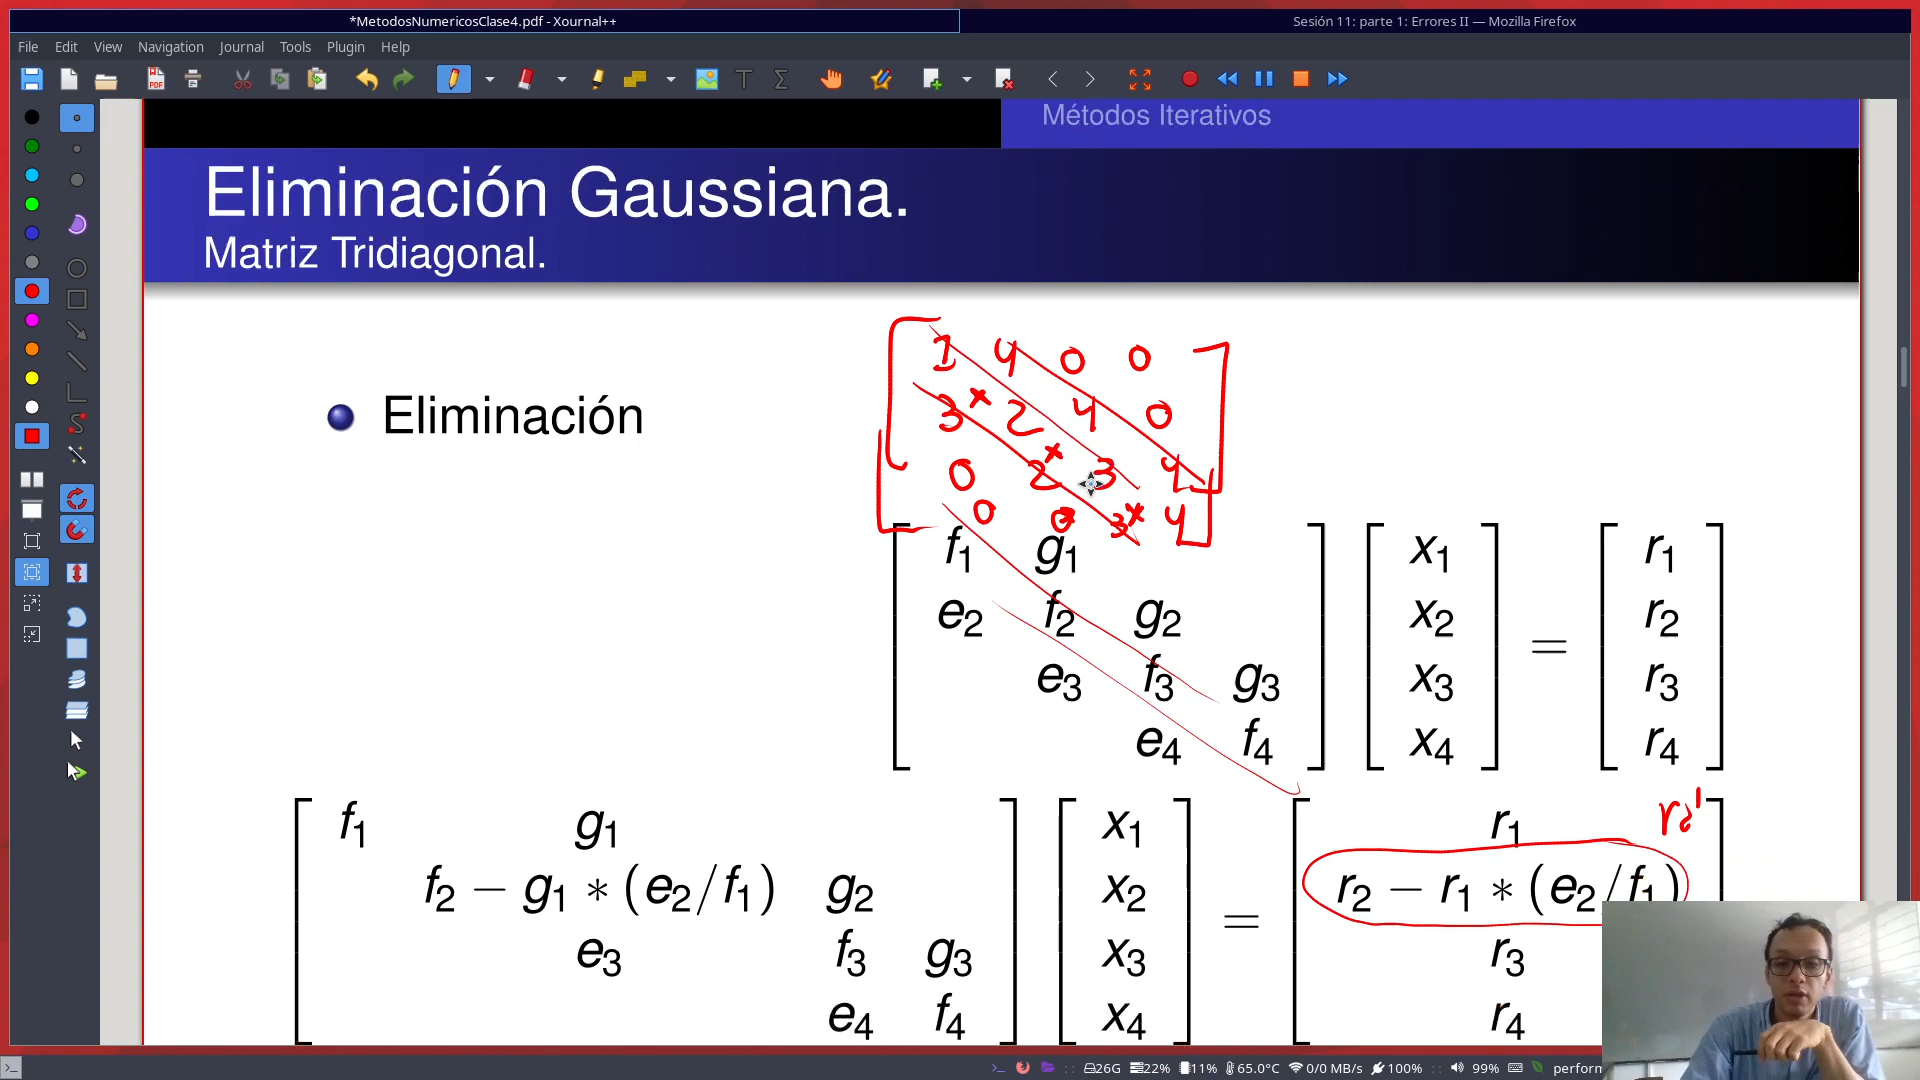 *MetodosNumericosClase4.pdf - Xournal++
Sesión 11: parte 1: Errores II — Mozilla Firefox
File Edit View Navigation Journal Tools Plugin Help
Métodos Iterativos
Eliminación Gaussiana.
Matriz Tridiagonal.
1 4 0 0
3 * 2 4 0
0 2 * 3 4
0 0 3 * 4
Eliminación
f1 g1 x1 r1
e2 f2 g2 x2 r2
=
e3 f3 g3 x3 r3
e4 f4 x4 r4
r2'
f1 g1 x1 r1
f2 − g1 ∗ (e2/f1) g2 x2 r2 − r1 ∗ (e2/f1)
=
e3 f3 g3 x3 r3
e4 f4 x4 r4
26G 22% 11% 65.0°C 0/0 MB/s 100% 99%